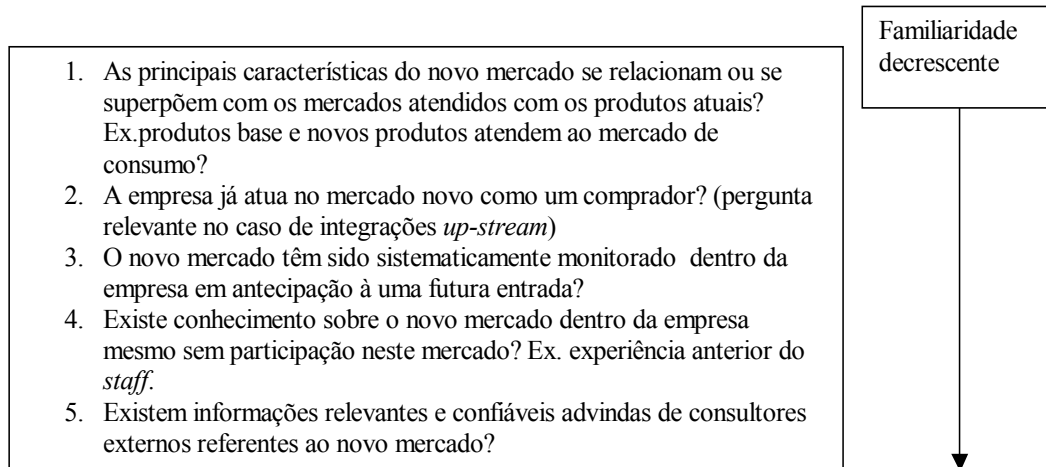 Familiaridade
decrescente
1. As principais características do novo mercado se relacionam ou se
superpõem com os mercados atendidos com os produtos atuais?
Ex.produtos base e novos produtos atendem ao mercado de
consumo?
2. A empresa já atua no mercado novo como um comprador? (pergunta
relevante no caso de integrações up-stream)
3. O novo mercado têm sido sistematicamente monitorado dentro da
empresa em antecipação à uma futura entrada?
4. Existe conhecimento sobre o novo mercado dentro da empresa
mesmo sem participação neste mercado? Ex. experiência anterior do
staff.
5. Existem informações relevantes e confiáveis advindas de consultores
externos referentes ao novo mercado?